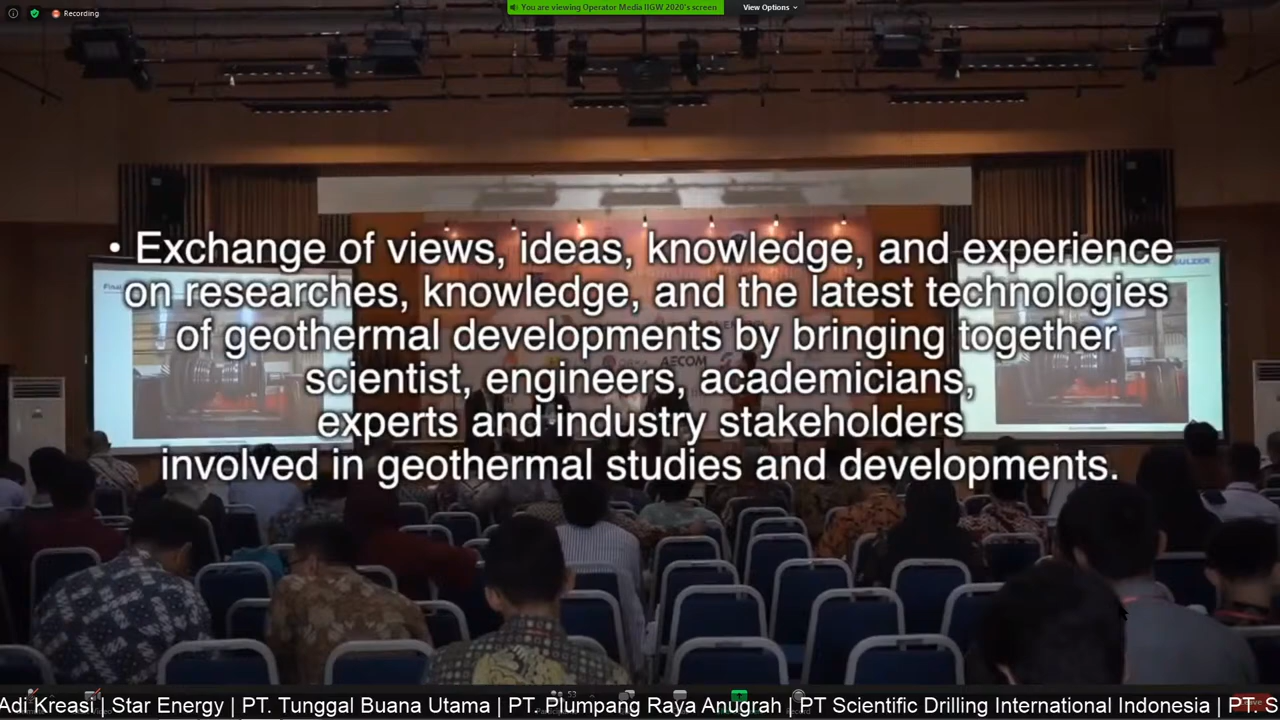 Recording
You are viewing Operator Media IIGW 2020's screen
View Options
• Exchange of views, ideas, knowledge, and experience
on researches, knowledge, and the latest technologies
of geothermal developments by bringing together
scientist, engineers, academicians,
experts and industry stakeholders
involved in geothermal studies and developments.
SULZER
AECOM
53
Adi Kreasi | Star Energy | PT. Tunggal Buana Utama | PT. Plumpang Raya Anugrah | PT Scientific Drilling International Indonesia | PT. S